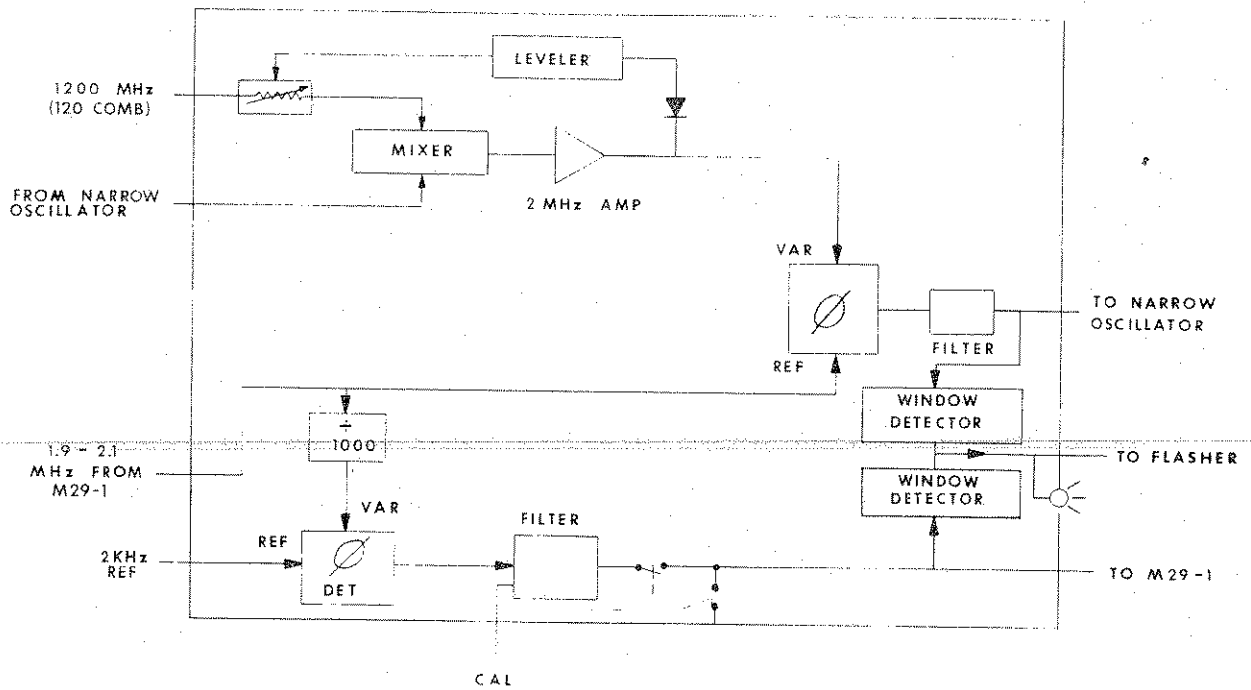 LEVELER
1200 MHz
(120 COMB)
MIXER
FROM NARROW
OSCILLATOR
2 MHz AMP
VAR
∅
REF
FILTER
TO NARROW
OSCILLATOR
WINDOW
DETECTOR
÷
1000
1.9 - 2.1
MHz FROM
M29-1
TO FLASHER
WINDOW
DETECTOR
VAR
FILTER
REF
∅
DET
2KHz
REF
TO M29-1
CAL